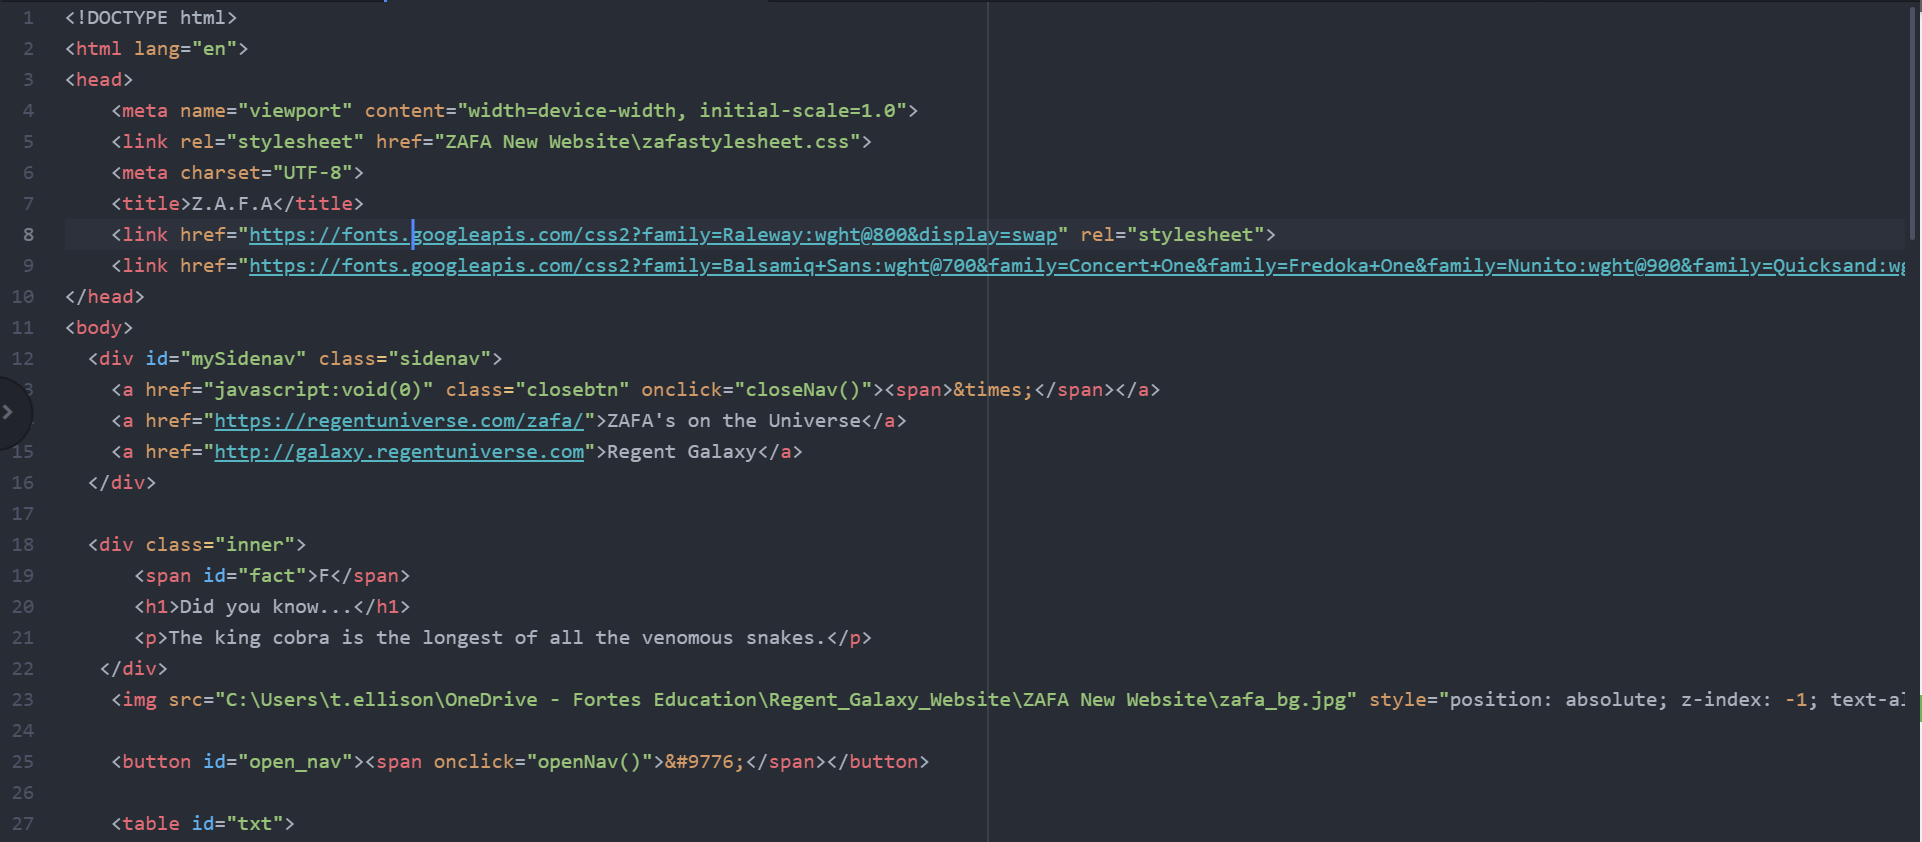 1 <!DOCTYPE html>
2 <html lang="en">
3 <head>
4 <meta name="viewport" content="width=device-width, initial-scale=1.0">
5 <link rel="stylesheet" href="ZAFA New Website\zafastylesheet.css">
6 <meta charset="UTF-8">
7 <title>Z.A.F.A</title>
8 <link href="https://fonts.googleapis.com/css2?family=Raleway:wght@800&display=swap" rel="stylesheet">
9 <link href="https://fonts.googleapis.com/css2?family=Balsamiq+Sans:wght@700&family=Concert+One&family=Fredoka+One&family=Nunito:wght@900&family=Quicksand:wg
10 </head>
11 <body>
12 <div id="mySidenav" class="sidenav">
3 <a href="javascript:void(0)" class="closebtn" onclick="closeNav()"><span>&times;</span></a>
<a href="https://regentuniverse.com/zafa/">ZAFA's on the Universe</a>
15 <a href="http://galaxy.regentuniverse.com">Regent Galaxy</a>
16 </div>
17
18 <div class="inner">
19 <span id="fact">F</span>
20 <h1>Did you know...</h1>
21 <p>The king cobra is the longest of all the venomous snakes.</p>
22 </div>
23 <img src="C:\Users\t.ellison\OneDrive - Fortes Education\Regent_Galaxy_Website\ZAFA New Website\zafa_bg.jpg" style="position: absolute; z-index: -1; text-al
24
25 <button id="open_nav"><span onclick="openNav()">&#9776;</span></button>
26
27 <table id="txt">